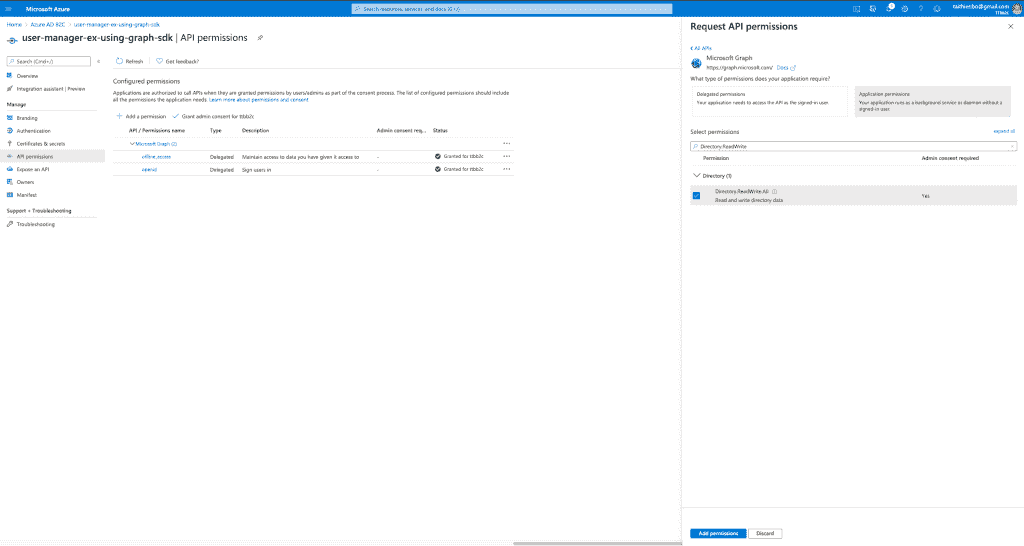 Microsoft Azure
Search resources, services, and docs (G+/)
Home > Azure AD B2C > user-manager-ex-using-graph-sdk
user-manager-ex-using-graph-sdk | API permissions
Search (Cmd+/)
Overview
Integration assistant | Preview
Manage
Branding
Authentication
Certificates & secrets
API permissions
Expose an API
Owners
Manifest
Support + Troubleshooting
Troubleshooting
Refresh
Got feedback?
Configured permissions
Applications are authorized to call APIs when they are granted permissions by users/admins as part of the consent process. The list of configured permissions should include
all the permissions the application needs. Learn more about permissions and consent
Add a permission
Grant admin consent for ttbb2c
API / Permissions name Type Description Admin consent req... Status
Microsoft Graph (2) ...
offline_access Delegated Maintain access to data you have given it access to - Granted for ttbb2c ...
openid Delegated Sign users in - Granted for ttbb2c ...
Request API permissions
All APIs
Microsoft Graph
https://graph.microsoft.com/ Docs
What type of permissions does your application require?
Delegated permissions
Your application needs to access the API as the signed-in user.
Application permissions
Your application runs as a background service or daemon without a
signed-in user.
Select permissions
expand all
Directory.ReadWrite
Permission Admin consent required
Directory (1)
Directory.ReadWrite.All
Read and write directory data
Yes
Add permissions
Discard